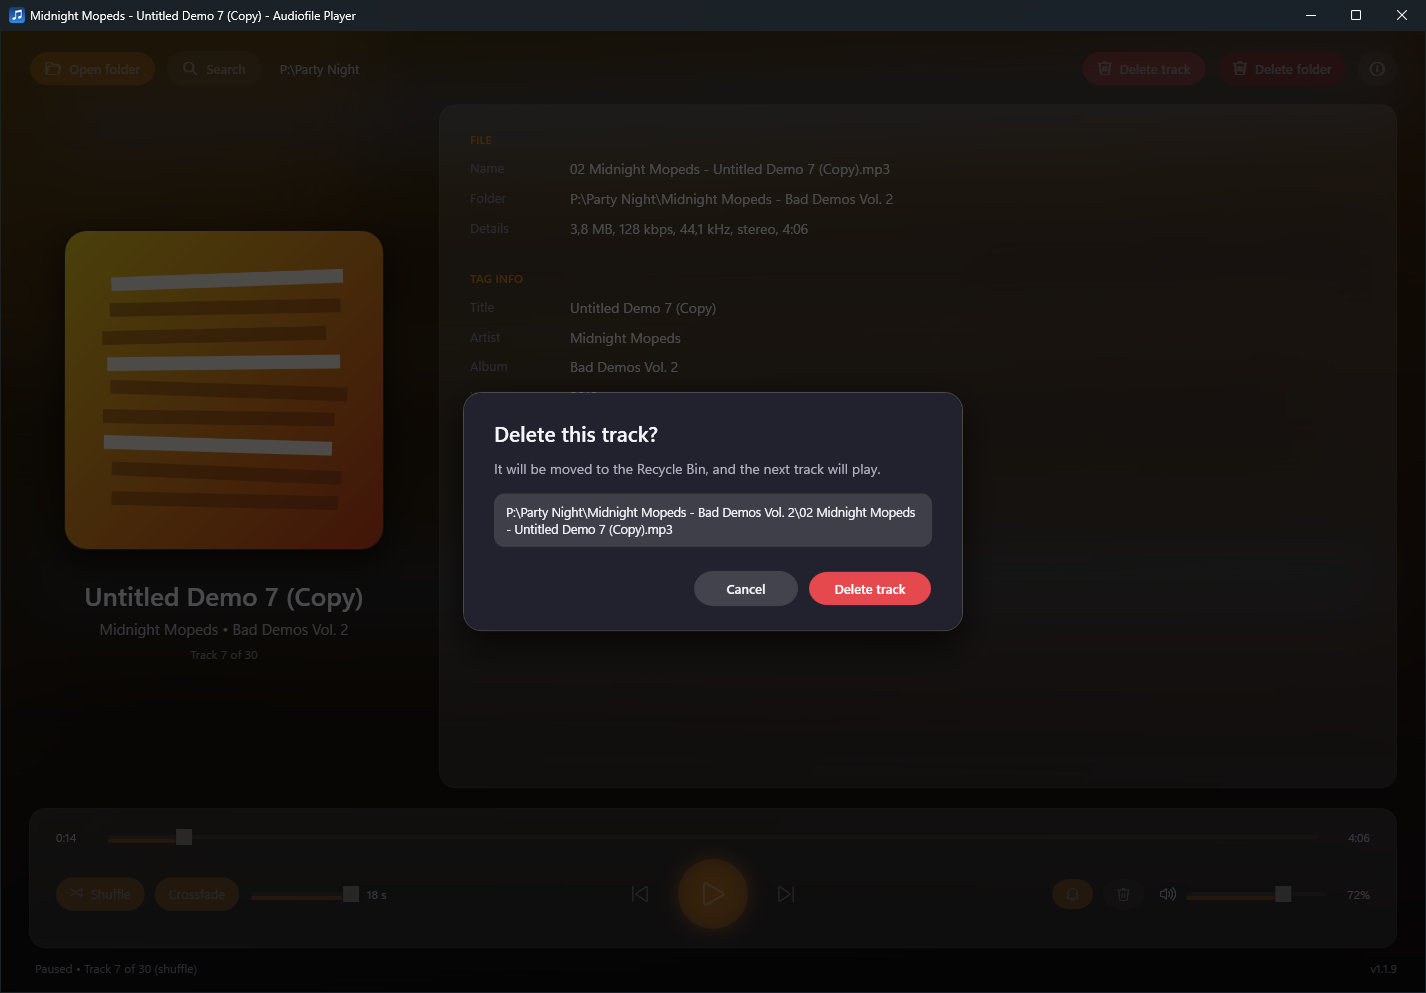 Midnight Mopeds - Untitled Demo 7 (Copy) - Audiofile Player
Open folder
Search
P:\Party Night
Delete track
Delete folder
FILE
Name
02 Midnight Mopeds - Untitled Demo 7 (Copy).mp3
Folder
P:\Party Night\Midnight Mopeds - Bad Demos Vol. 2
Details
3,8 MB, 128 kbps, 44,1 kHz, stereo, 4:06
TAG INFO
Title
Untitled Demo 7 (Copy)
Artist
Midnight Mopeds
Album
Bad Demos Vol. 2
Delete this track?
It will be moved to the Recycle Bin, and the next track will play.
P:\Party Night\Midnight Mopeds - Bad Demos Vol. 2\02 Midnight Mopeds
- Untitled Demo 7 (Copy).mp3
Cancel
Delete track
Untitled Demo 7 (Copy)
Midnight Mopeds • Bad Demos Vol. 2
Track 7 of 30
0:14
4:06
Shuffle
Crossfade
18 s
72%
Paused • Track 7 of 30 (shuffle)
v1.1.9